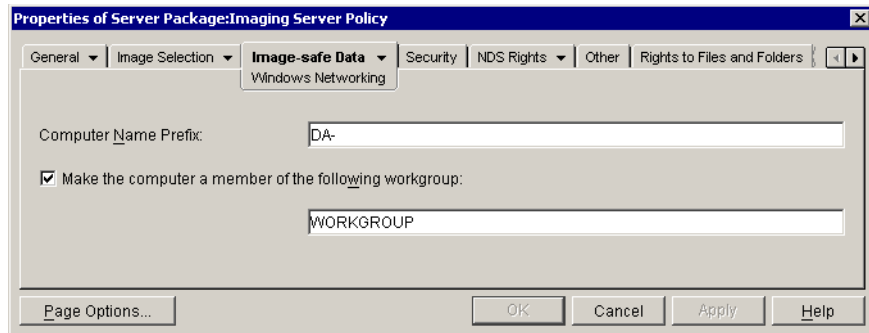 Properties of Server Package:Imaging Server Policy
General Image Selection Image-safe Data Security NDS Rights Other Rights to Files and Folders
Windows Networking
Computer Name Prefix: DA-
Make the computer a member of the following workgroup:
WORKGROUP
Page Options... OK Cancel Apply Help